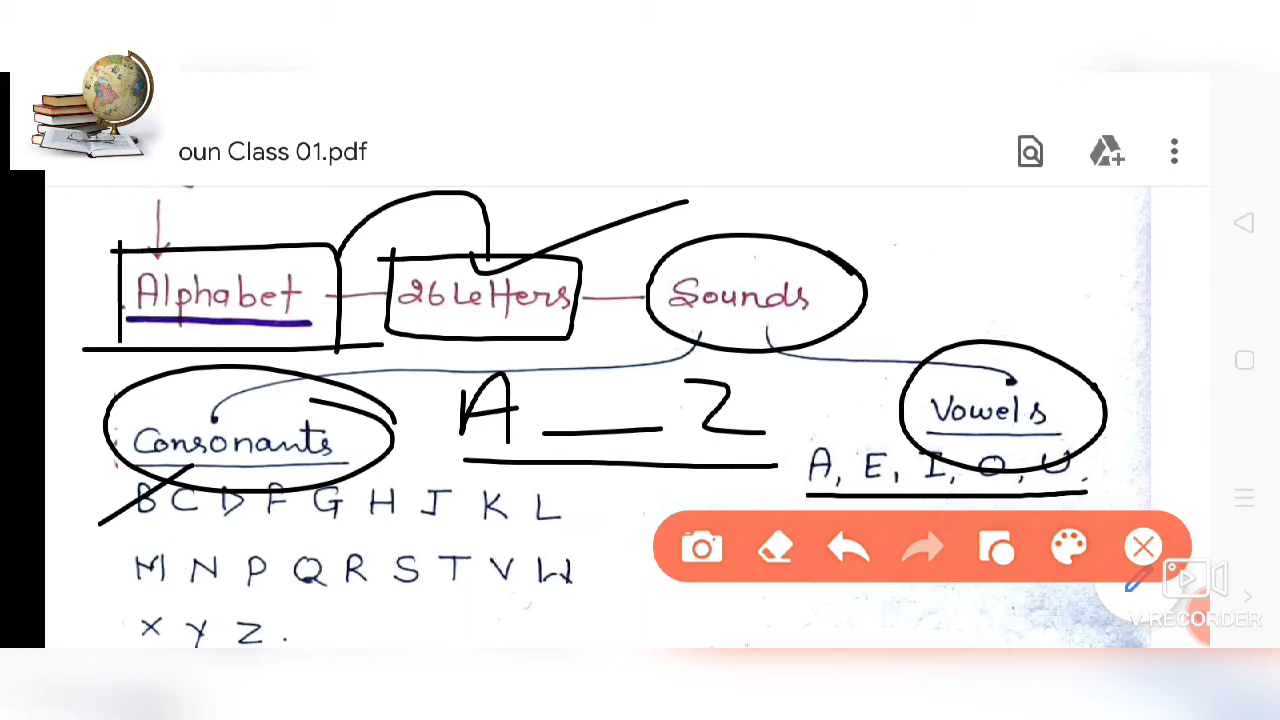 oun Class 01.pdf
Alphabet 26 Letters Sounds
Consonants A Z Vowels
A, E, I, O, U.
B C D F G H J K L
M N P Q R S T V W
X Y Z.
V RECORDER